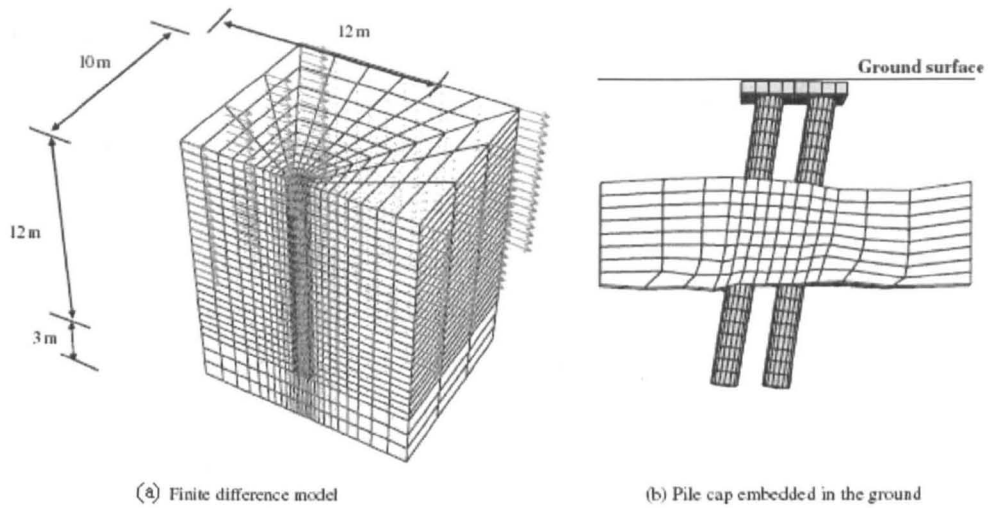 12 m
10 m
Ground surface
12 m
3 m
(a) Finite difference model
(b) Pile cap embedded in the ground